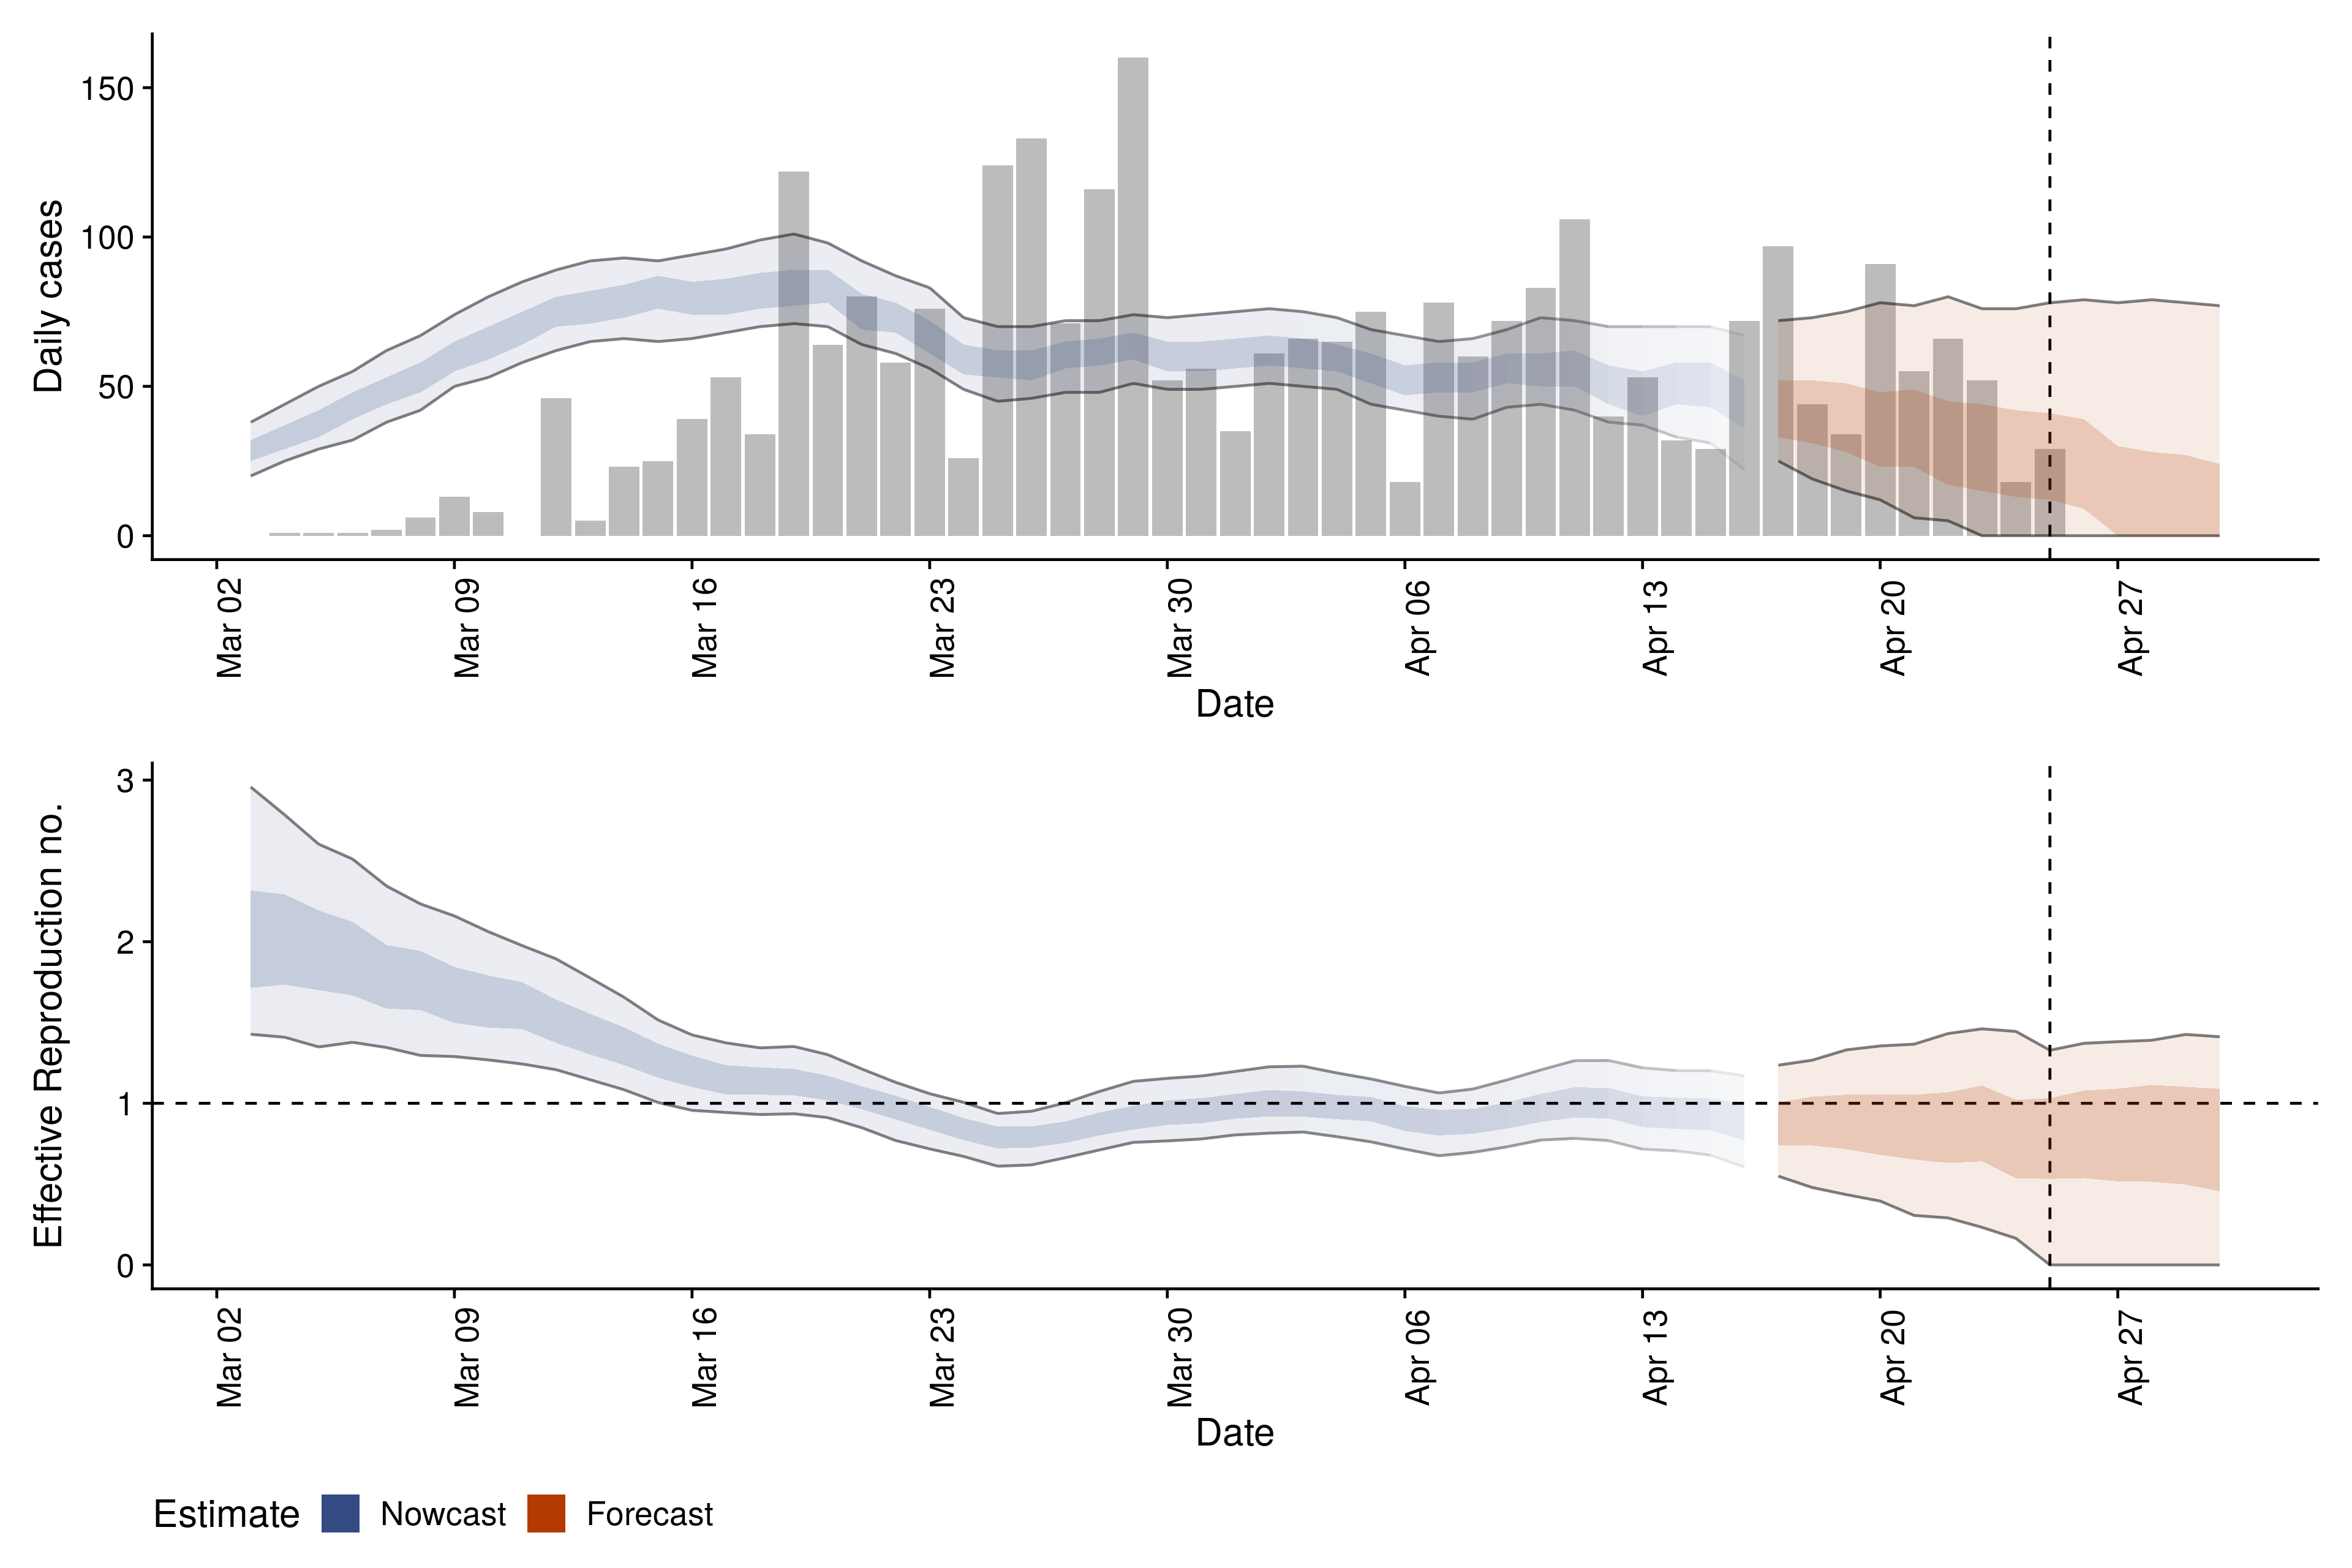 Daily cases
150
100
50
0
Mar 02
Mar 09
Mar 16
Mar 23
Mar 30
Apr 06
Apr 13
Apr 20
Apr 27
Date
Effective Reproduction no.
3
2
1
0
Mar 02
Mar 09
Mar 16
Mar 23
Mar 30
Apr 06
Apr 13
Apr 20
Apr 27
Date
Estimate Nowcast Forecast